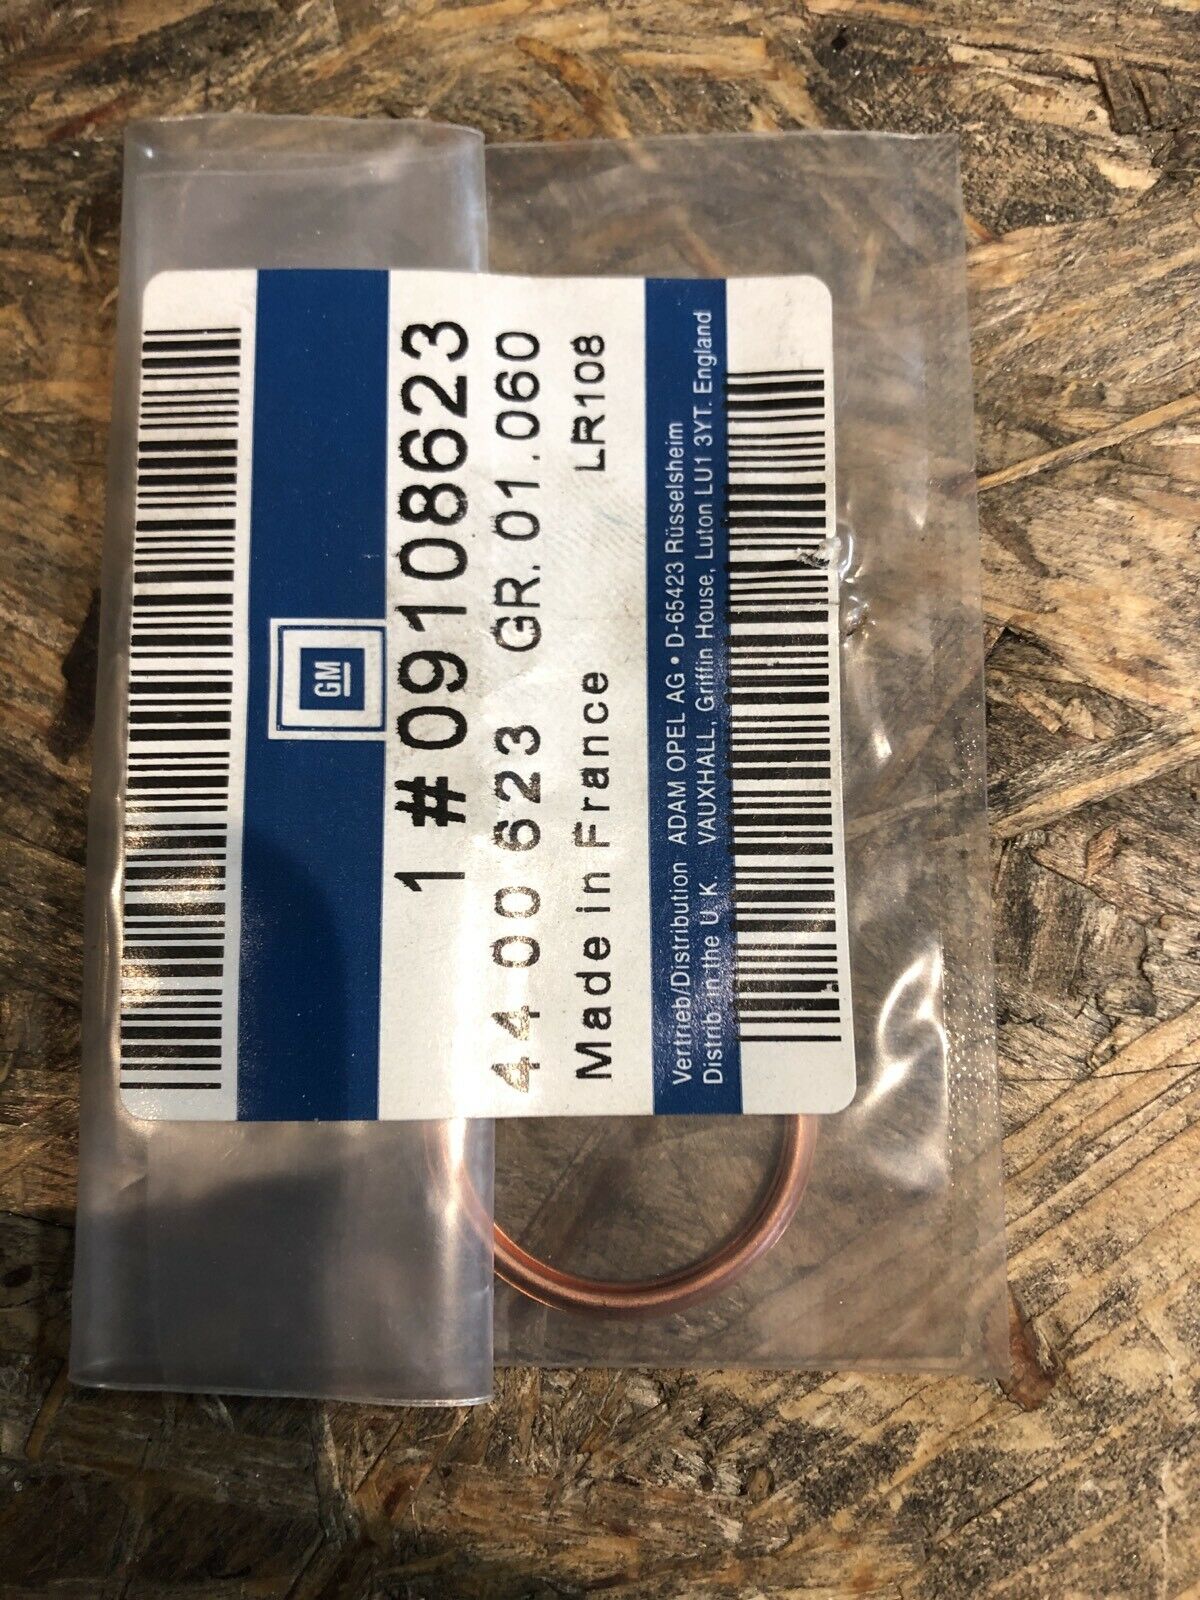 GM
1 #09108623
44 00 623 GR. 01. 060
Made in France LR108
Vertrieb/Distribution ADAM OPEL AG • D-65423 Rüsselsheim
Distrib. in the U. K. VAUXHALL, Griffin House, Luton LU1 3YT. England